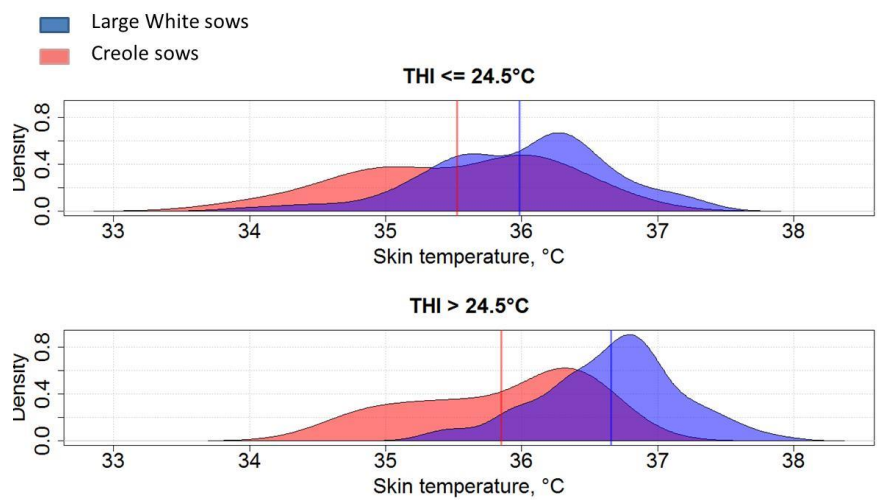 Large White sows
Creole sows
THI <= 24.5°C
Density
0.0 0.4 0.8
33 34 35 36 37 38
Skin temperature, °C
THI > 24.5°C
Density
0.0 0.4 0.8
33 34 35 36 37 38
Skin temperature, °C